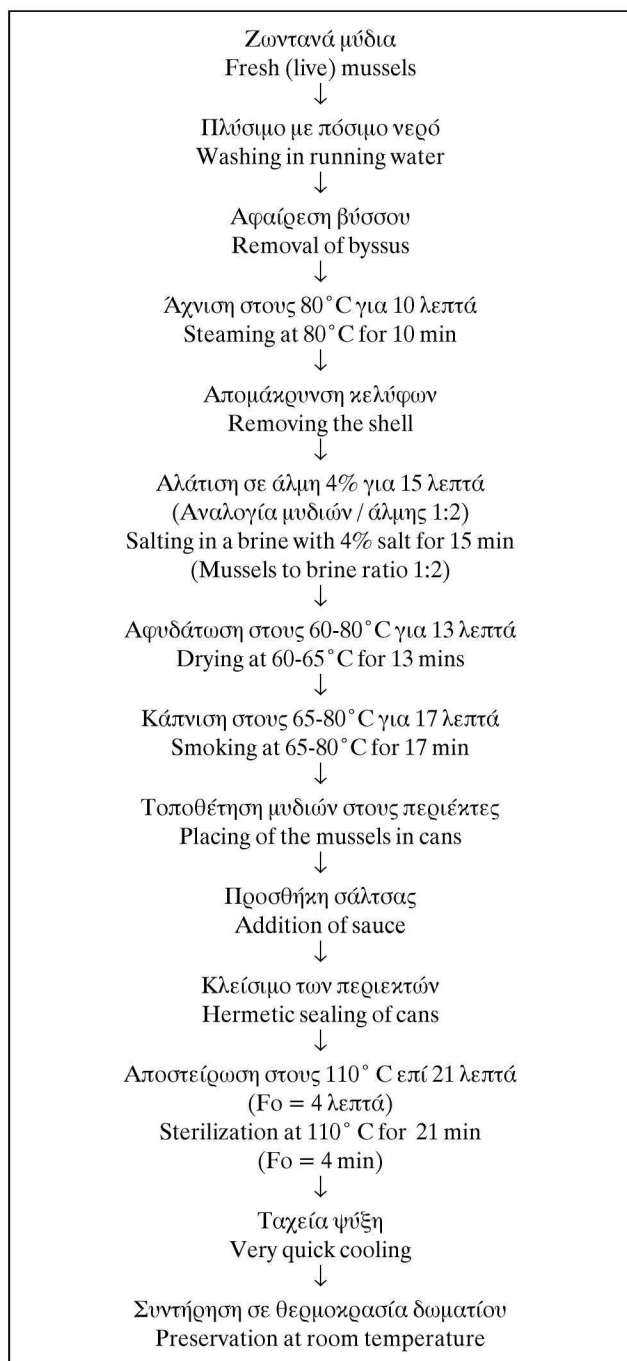 Ζωντανά μύδια
Fresh (live) mussels
↓
Πλύσιμο με πόσιμο νερό
Washing in running water
↓
Αφαίρεση βύσσου
Removal of byssus
↓
Άχνιση στους 80°C για 10 λεπτά
Steaming at 80°C for 10 min
↓
Απομάκρυνση κελύφων
Removing the shell
↓
Αλάτιση σε άλμη 4% για 15 λεπτά
(Αναλογία μυδιών / άλμης 1:2)
Salting in a brine with 4% salt for 15 min
(Mussels to brine ratio 1:2)
↓
Αφυδάτωση στους 60-80°C για 13 λεπτά
Drying at 60-65°C for 13 mins
↓
Κάπνιση στους 65-80°C για 17 λεπτά
Smoking at 65-80°C for 17 min
↓
Τοποθέτηση μυδιών στους περιέκτες
Placing of the mussels in cans
↓
Προσθήκη σάλτσας
Addition of sauce
↓
Κλείσιμο των περιεκτών
Hermetic sealing of cans
↓
Αποστείρωση στους 110° C επί 21 λεπτά
(Fo = 4 λεπτά)
Sterilization at 110° C for 21 min
(Fo = 4 min)
↓
Ταχεία ψύξη
Very quick cooling
↓
Συντήρηση σε θερμοκρασία δωματίου
Preservation at room temperature